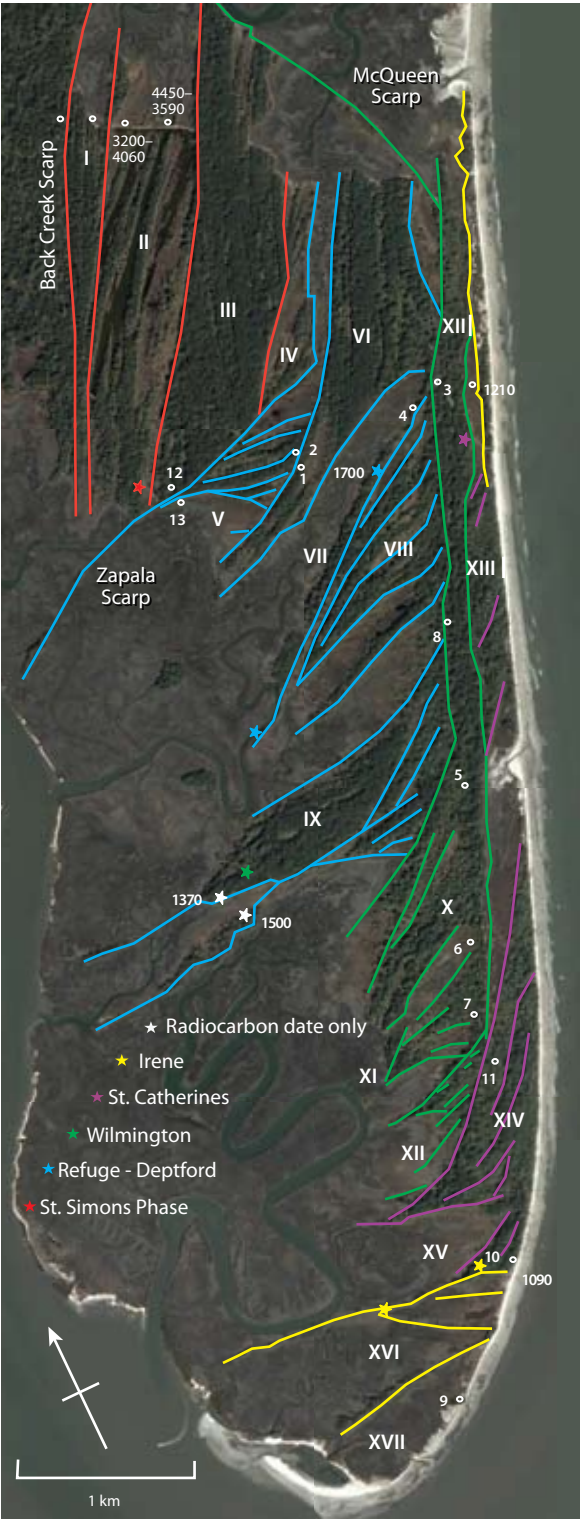 McQueen
Scarp
4450–
3590
3200–
4060
Back Creek Scarp
I
II
III
IV
VI
XII
3
1210
4
2
1
1700
12
13
V
VII
VIII
XIII
Zapala
Scarp
8
5
IX
X
1370
1500
6
7
11
XI
XIV
XII
Radiocarbon date only
Irene
St. Catherines
Wilmington
Refuge - Deptford
St. Simons Phase
XV
10
1090
XVI
9
XVII
1 km